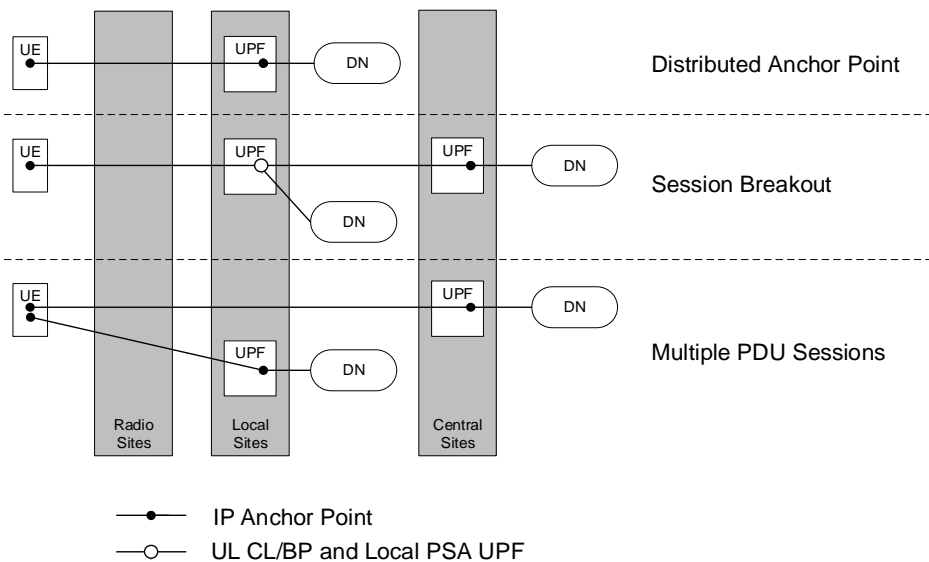 UE
UPF
DN
Distributed Anchor Point
UE
UPF
UPF
DN
Session Breakout
DN
UE
UPF
DN
Multiple PDU Sessions
UPF
DN
Radio
Sites
Local
Sites
Central
Sites
IP Anchor Point
UL CL/BP and Local PSA UPF